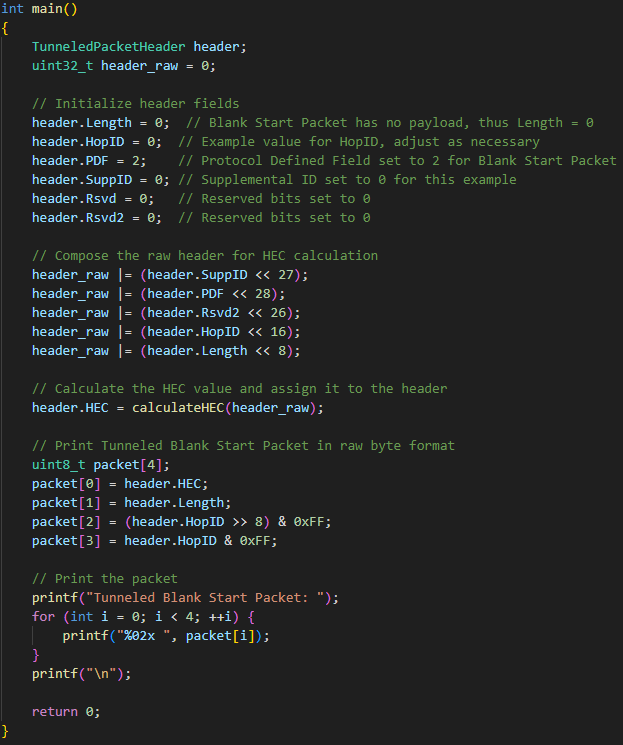 int main()
{
    TunneledPacketHeader header;
    uint32_t header_raw = 0;

    // Initialize header fields
    header.Length = 0;  // Blank Start Packet has no payload, thus Length = 0
    header.HopID = 0;  // Example value for HopID, adjust as necessary
    header.PDF = 2;    // Protocol Defined Field set to 2 for Blank Start Packet
    header.SuppID = 0; // Supplemental ID set to 0 for this example
    header.Rsvd = 0;   // Reserved bits set to 0
    header.Rsvd2 = 0;  // Reserved bits set to 0

    // Compose the raw header for HEC calculation
    header_raw |= (header.SuppID << 27);
    header_raw |= (header.PDF << 28);
    header_raw |= (header.Rsvd2 << 26);
    header_raw |= (header.HopID << 16);
    header_raw |= (header.Length << 8);

    // Calculate the HEC value and assign it to the header
    header.HEC = calculateHEC(header_raw);

    // Print Tunneled Blank Start Packet in raw byte format
    uint8_t packet[4];
    packet[0] = header.HEC;
    packet[1] = header.Length;
    packet[2] = (header.HopID >> 8) & 0xFF;
    packet[3] = header.HopID & 0xFF;

    // Print the packet
    printf("Tunneled Blank Start Packet: ");
    for (int i = 0; i < 4; ++i) {
        printf("%02x ", packet[i]);
    }
    printf("\n");

    return 0;
}